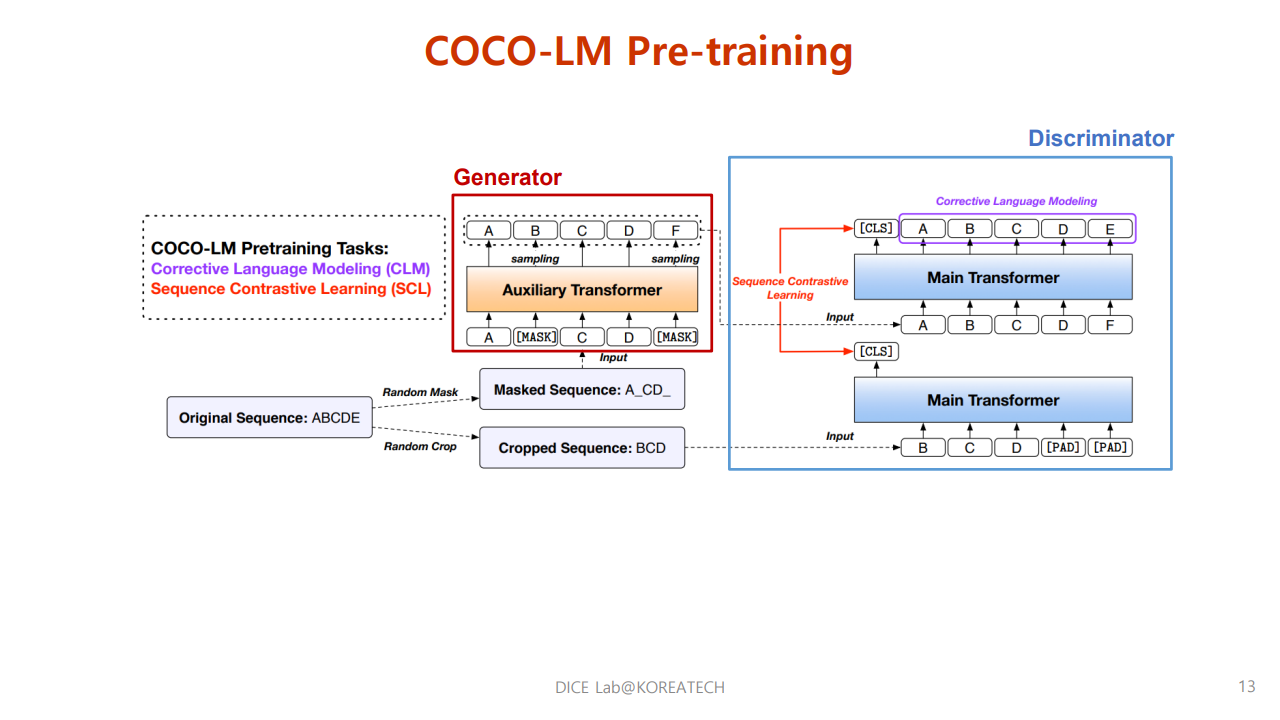 COCO-LM Pre-training
Discriminator
Generator
COCO-LM Pretraining Tasks:
Corrective Language Modeling (CLM)
Sequence Contrastive Learning (SCL)
A B C D F
sampling sampling
Auxiliary Transformer
A [MASK] C D [MASK]
Input
Original Sequence: ABCDE
Random Mask
Random Crop
Masked Sequence: A_CD_
Cropped Sequence: BCD
Corrective Language Modeling
[CLS] A B C D E
Main Transformer
Sequence Contrastive
Learning
Input
A B C D F
[CLS]
Main Transformer
Input
B C D [PAD] [PAD]
DICE Lab@KOREATECH
13